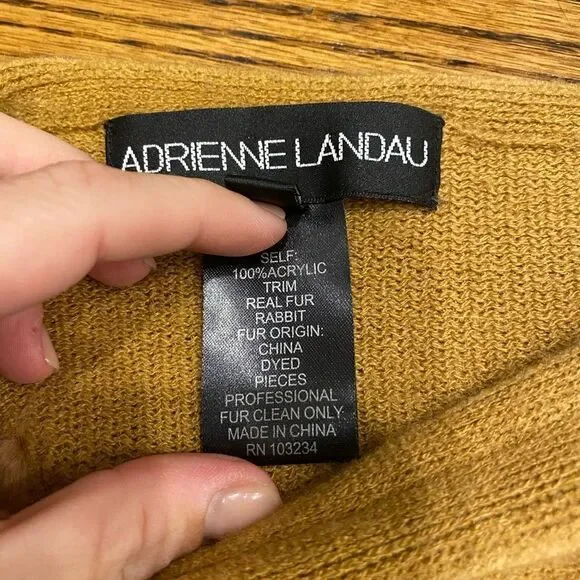 ADRIENNE LANDAU
SELF:
100%ACRYLIC
TRIM
REAL FUR
RABBIT
FUR ORIGIN:
CHINA
DYED
PIECES
PROFESSIONAL
FUR CLEAN ONLY
MADE IN CHINA
RN 103234